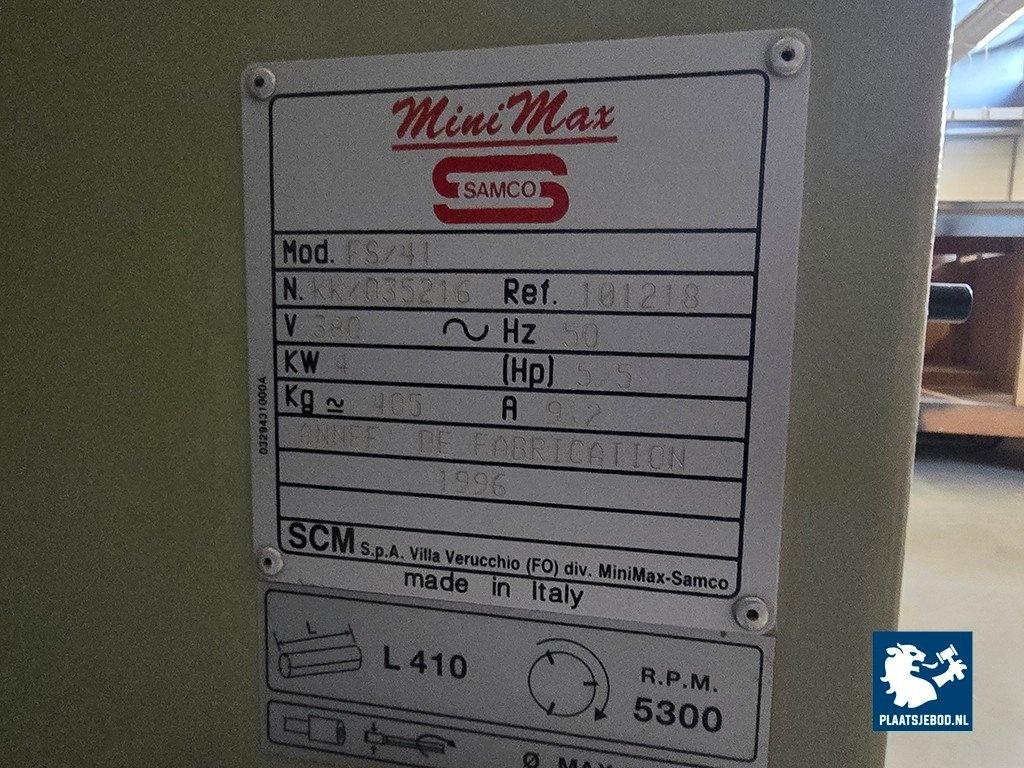 MiniMax
SAMCO
Mod. FS/41
N. KK/035216 Ref. 101218
V 380 Hz 50
KW 4 (Hp) 5.5
Kg ≃ 405 A 9.2
ANNEE DE FABRICATION
1996
SCM S.p.A. Villa Verucchio (FO) div. MiniMax-Samco
made in Italy
0329431000A
L
L 410
R.P.M.
5300
Ø MAX
PLAATSJEBOD.NL